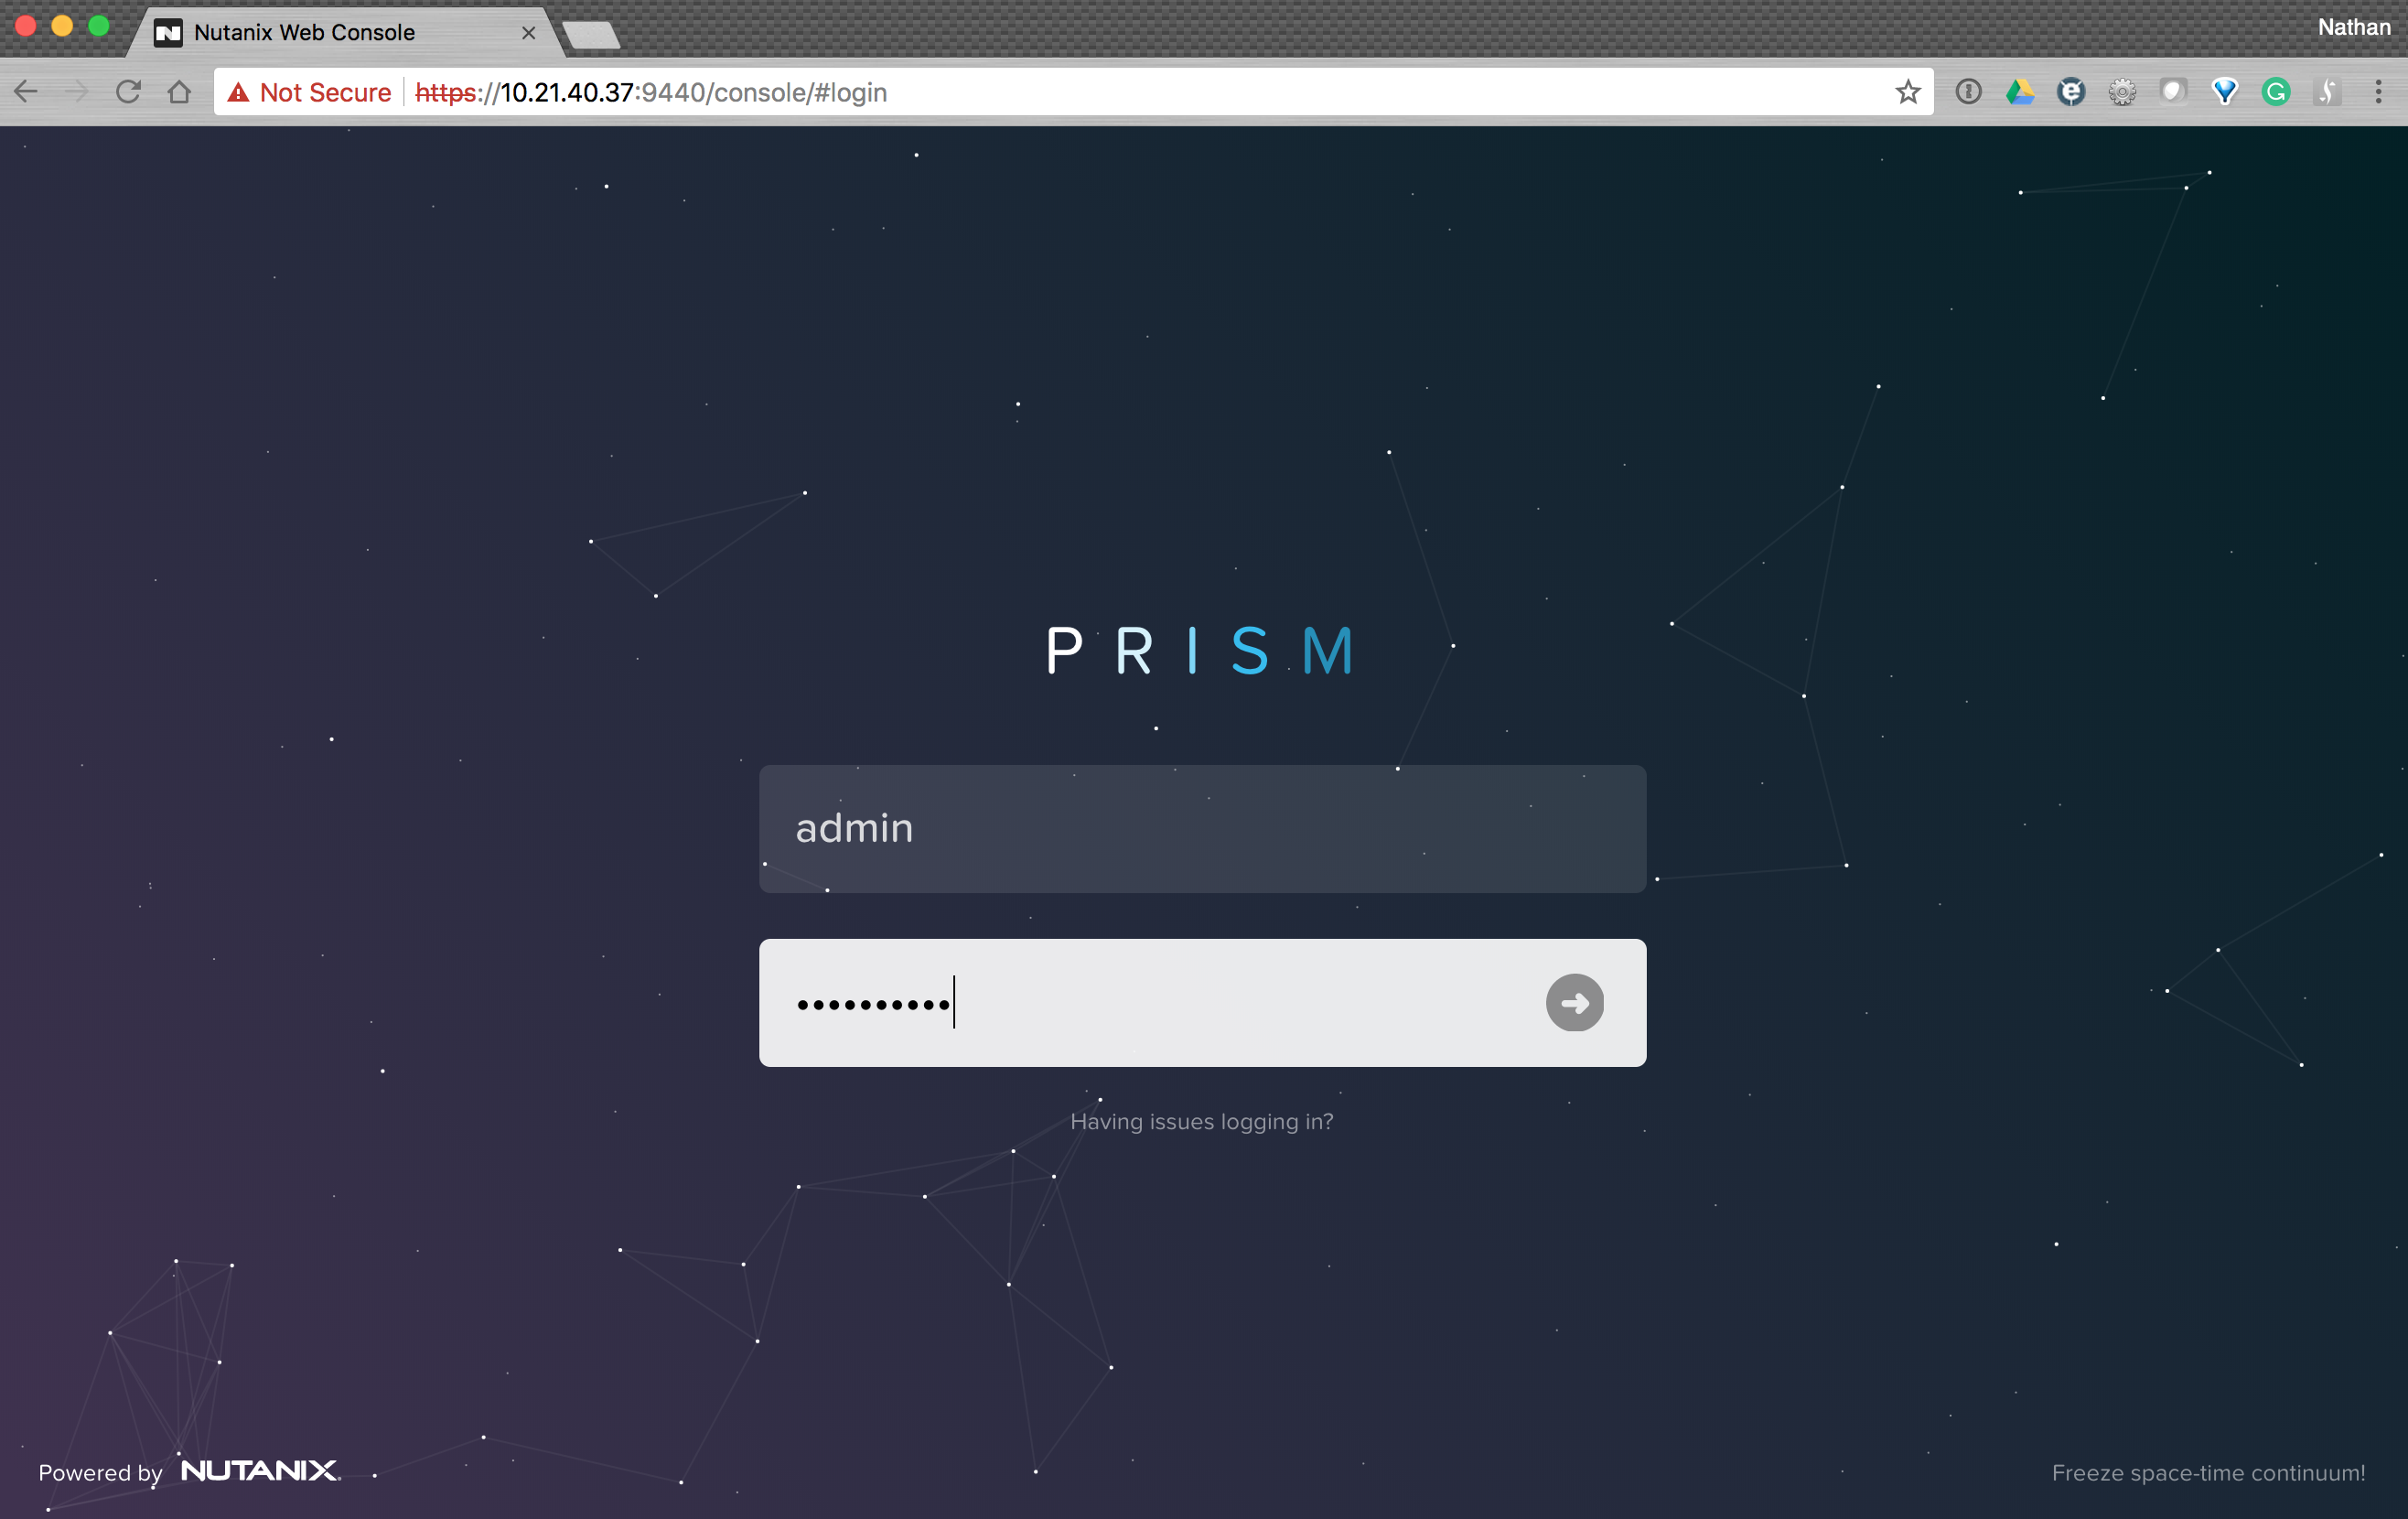 Nutanix Web Console
Nathan
Not Secure
https://10.21.40.37:9440/console/#login
PRISM
admin
••••••••••
Having issues logging in?
Powered by NUTANIX.
Freeze space-time continuum!